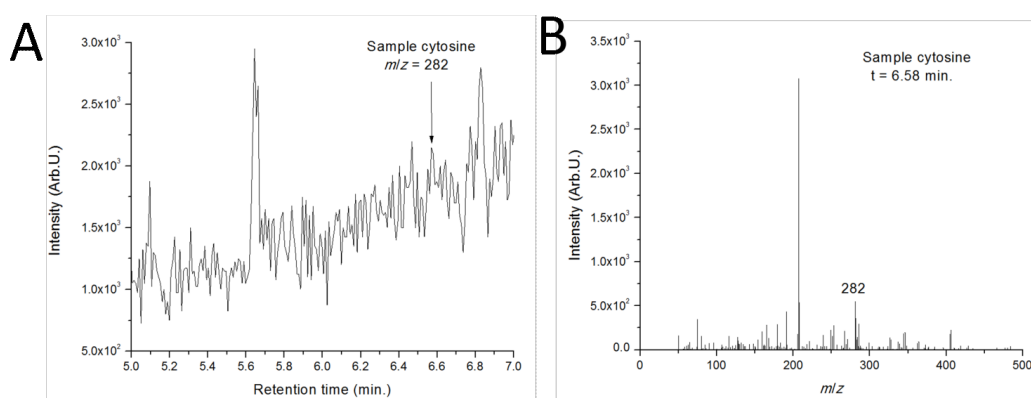 A
Intensity (Arb.U.)
3.0x10³
2.5x10³
2.0x10³
1.5x10³
1.0x10³
5.0x10²
Sample cytosine
m/z = 282
5.0 5.2 5.4 5.6 5.8 6.0 6.2 6.4 6.6 6.8 7.0
Retention time (min.)
B
Intensity (Arb.U.)
3.5x10³
3.0x10³
2.5x10³
2.0x10³
1.5x10³
1.0x10³
5.0x10²
0.0
Sample cytosine
t = 6.58 min.
282
0 100 200 300 400 500
m/z